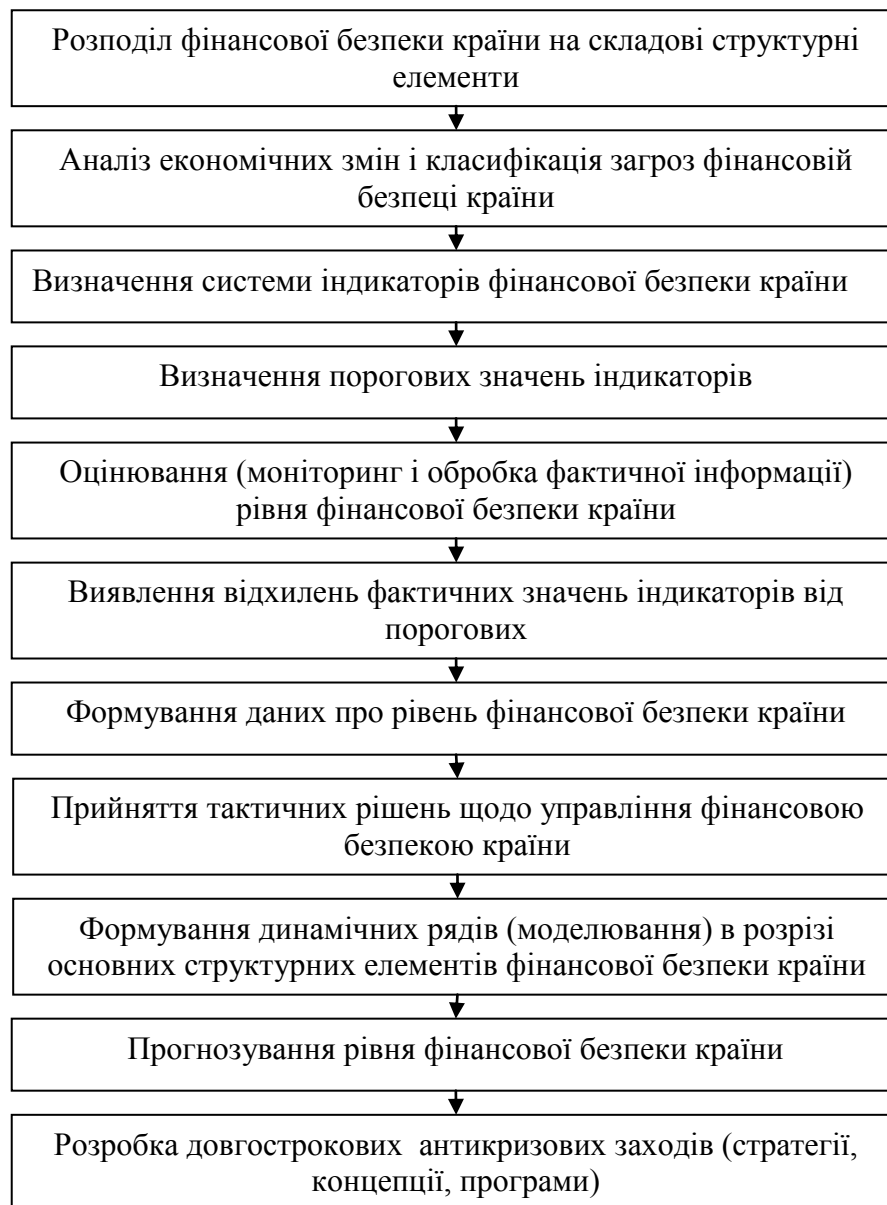 Розподіл фінансової безпеки країни на складові структурні
елементи
Аналіз економічних змін і класифікація загроз фінансовій
безпеці країни
Визначення системи індикаторів фінансової безпеки країни
Визначення порогових значень індикаторів
Оцінювання (моніторинг і обробка фактичної інформації)
рівня фінансової безпеки країни
Виявлення відхилень фактичних значень індикаторів від
порогових
Формування даних про рівень фінансової безпеки країни
Прийняття тактичних рішень щодо управління фінансовою
безпекою країни
Формування динамічних рядів (моделювання) в розрізі
основних структурних елементів фінансової безпеки країни
Прогнозування рівня фінансової безпеки країни
Розробка довгострокових антикризових заходів (стратегії,
концепції, програми)